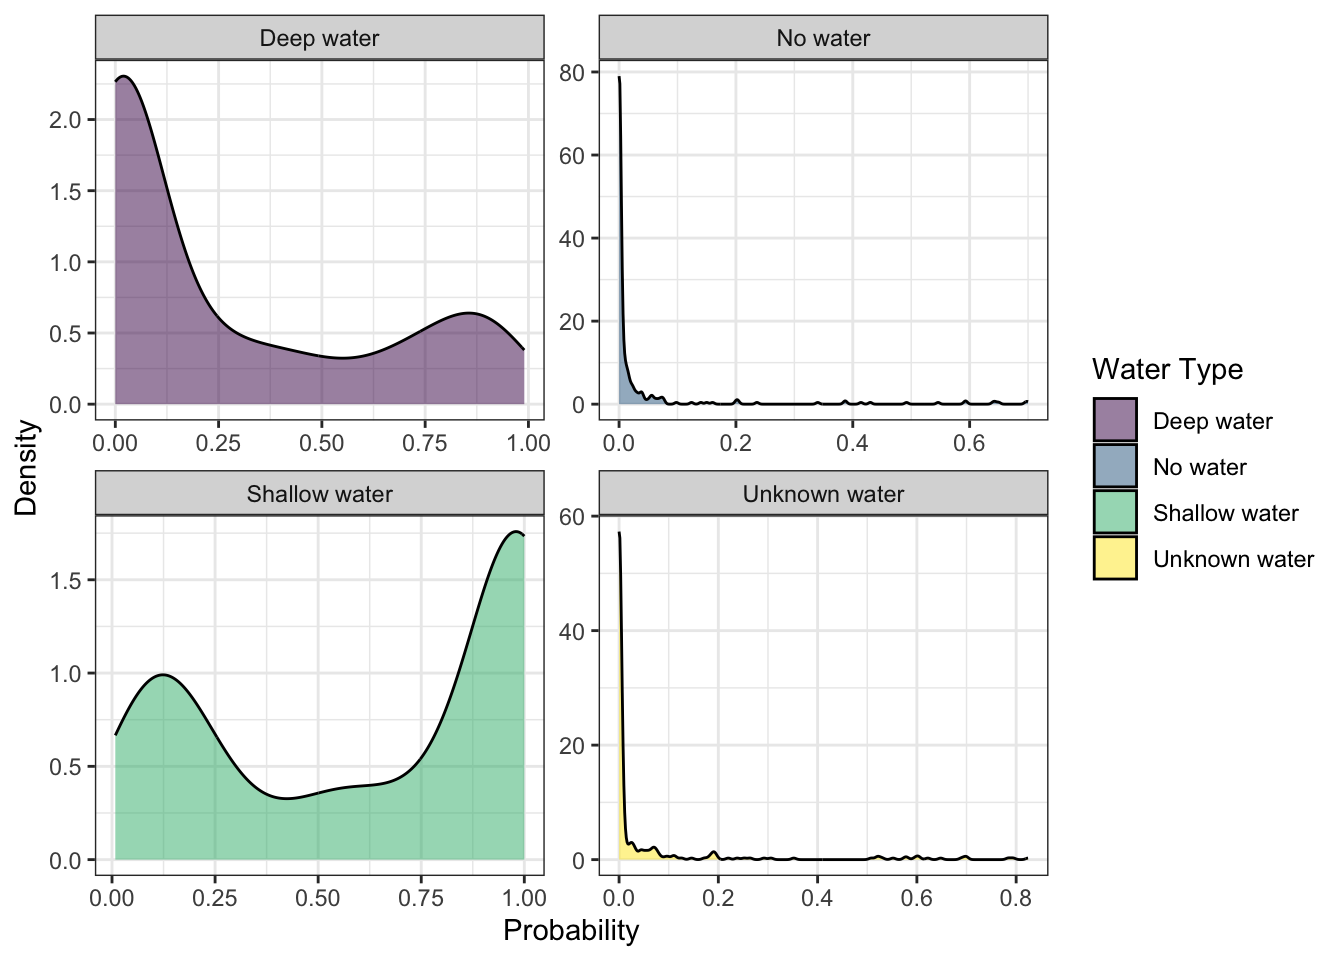 Deep water
No water
2.0
1.5
1.0
0.5
0.0
80
60
40
20
0
0.00 0.25 0.50 0.75 1.00
0.0 0.2 0.4 0.6
Shallow water
Unknown water
1.5
1.0
0.5
0.0
60
40
20
0
0.00 0.25 0.50 0.75 1.00
0.0 0.2 0.4 0.6 0.8
Density
Probability
Water Type
Deep water
No water
Shallow water
Unknown water